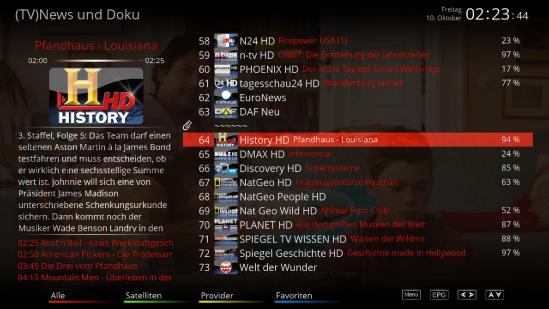 (TV)News und Doku
Freitag
10. Oktober
02:23:44
Pfandhaus - Louisiana
02:00
02:25
H
HD
HISTORY
3. Staffel, Folge 5: Das Team darf einen
seltenen Aston Martin à la James Bond
testfahren und muss entscheiden, ob
er wirklich eine sechsstellige Summe
wert ist. Johnnie will sich eine von
Präsident James Madison
unterschriebene Schenkungsurkunde
sichern. Dann kommt noch der
Musiker Wade Benson Landry in den
02:25 Rost'n'Roll - Kasis Werkstattgesch
02:50 American Pickers - Die Trödelsam
03:45 Die Drei vom Pfandhaus
04:15 Mountain Men - Überleben in der
58 N24 HD Firepower USA (1) 23 %
59 n-tv HD ORBIT: Die Entstehung der Jahreszeiten 97 %
60 PHOENIX HD Der letzte Tag des Ersten Weltkriegs 17 %
61 tagesschau24 HD Brandenburg aktuell 77 %
62 EuroNews
63 DAF Neu
~~~~~~
64 History HD Pfandhaus - Louisiana 94 %
65 DMAX HD Infomercial 24 %
66 Discovery HD Supersysteme 85 %
67 NatGeo HD Flugzeugabstürze hautnah 63 %
68 NatGeo People HD
69 Nat Geo Wild HD Animal Fight Club 52 %
70 PLANET HD Aus den großen Museen der Welt 87 %
71 SPIEGEL TV WISSEN HD Waisen der Wildnis 88 %
72 Spiegel Geschichte HD Geschichte made in Hollywood 97 %
73 Welt der Wunder
Alle
Satelliten
Provider
Favoriten
Menü
EPG